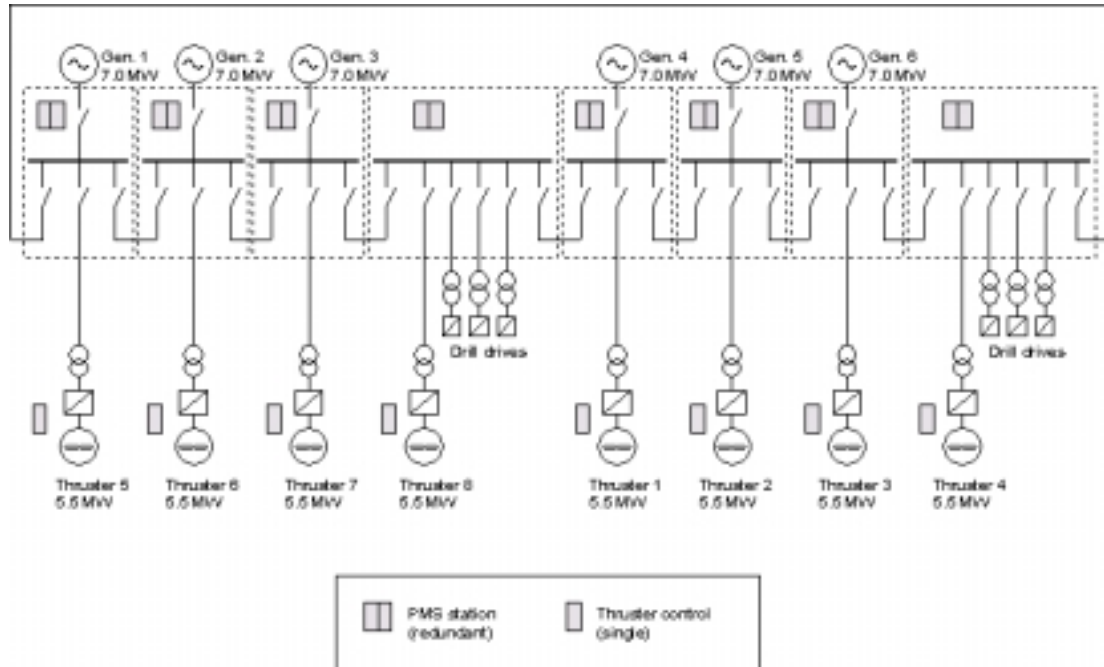 Gen. 1
7.0 MW
Gen. 2
7.0 MW
Gen. 3
7.0 MW
Gen. 4
7.0 MW
Gen. 5
7.0 MW
Gen. 6
7.0 MW
Drill drives
Drill drives
Thruster 5
5.5 MW
Thruster 6
5.5 MW
Thruster 7
5.5 MW
Thruster 8
5.5 MW
Thruster 1
5.5 MW
Thruster 2
5.5 MW
Thruster 3
5.5 MW
Thruster 4
5.5 MW
PMS station
(redundant)
Thruster control
(single)